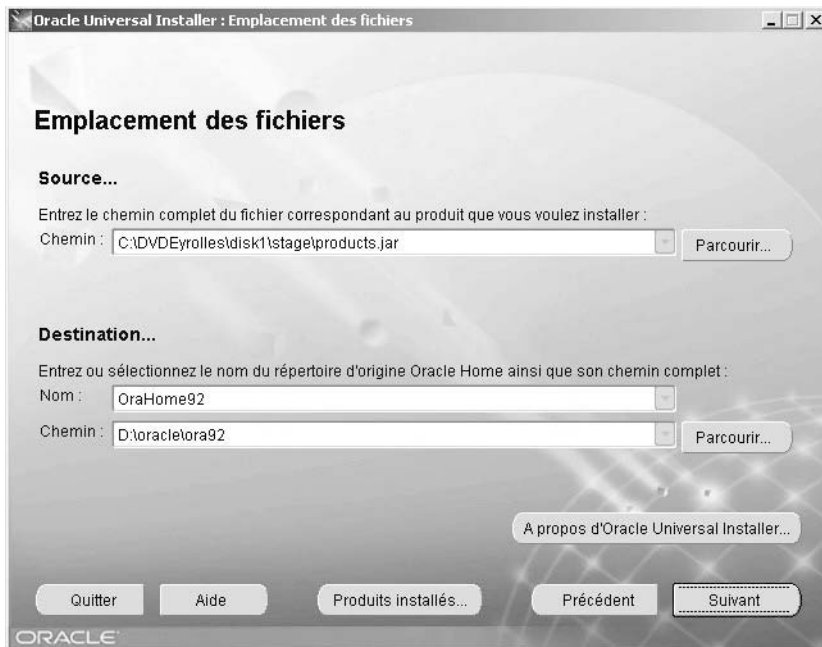 Oracle Universal Installer : Emplacement des fichiers
Emplacement des fichiers
Source...
Entrez le chemin complet du fichier correspondant au produit que vous voulez installer :
Chemin : C:\DVDEyrolles\disk1\stage\products.jar Parcourir...
Destination...
Entrez ou sélectionnez le nom du répertoire d'origine Oracle Home ainsi que son chemin complet :
Nom : OraHome92
Chemin : D:\oracle\ora92 Parcourir...
A propos d'Oracle Universal Installer...
Quitter Aide Produits installés... Précédent Suivant
ORACLE